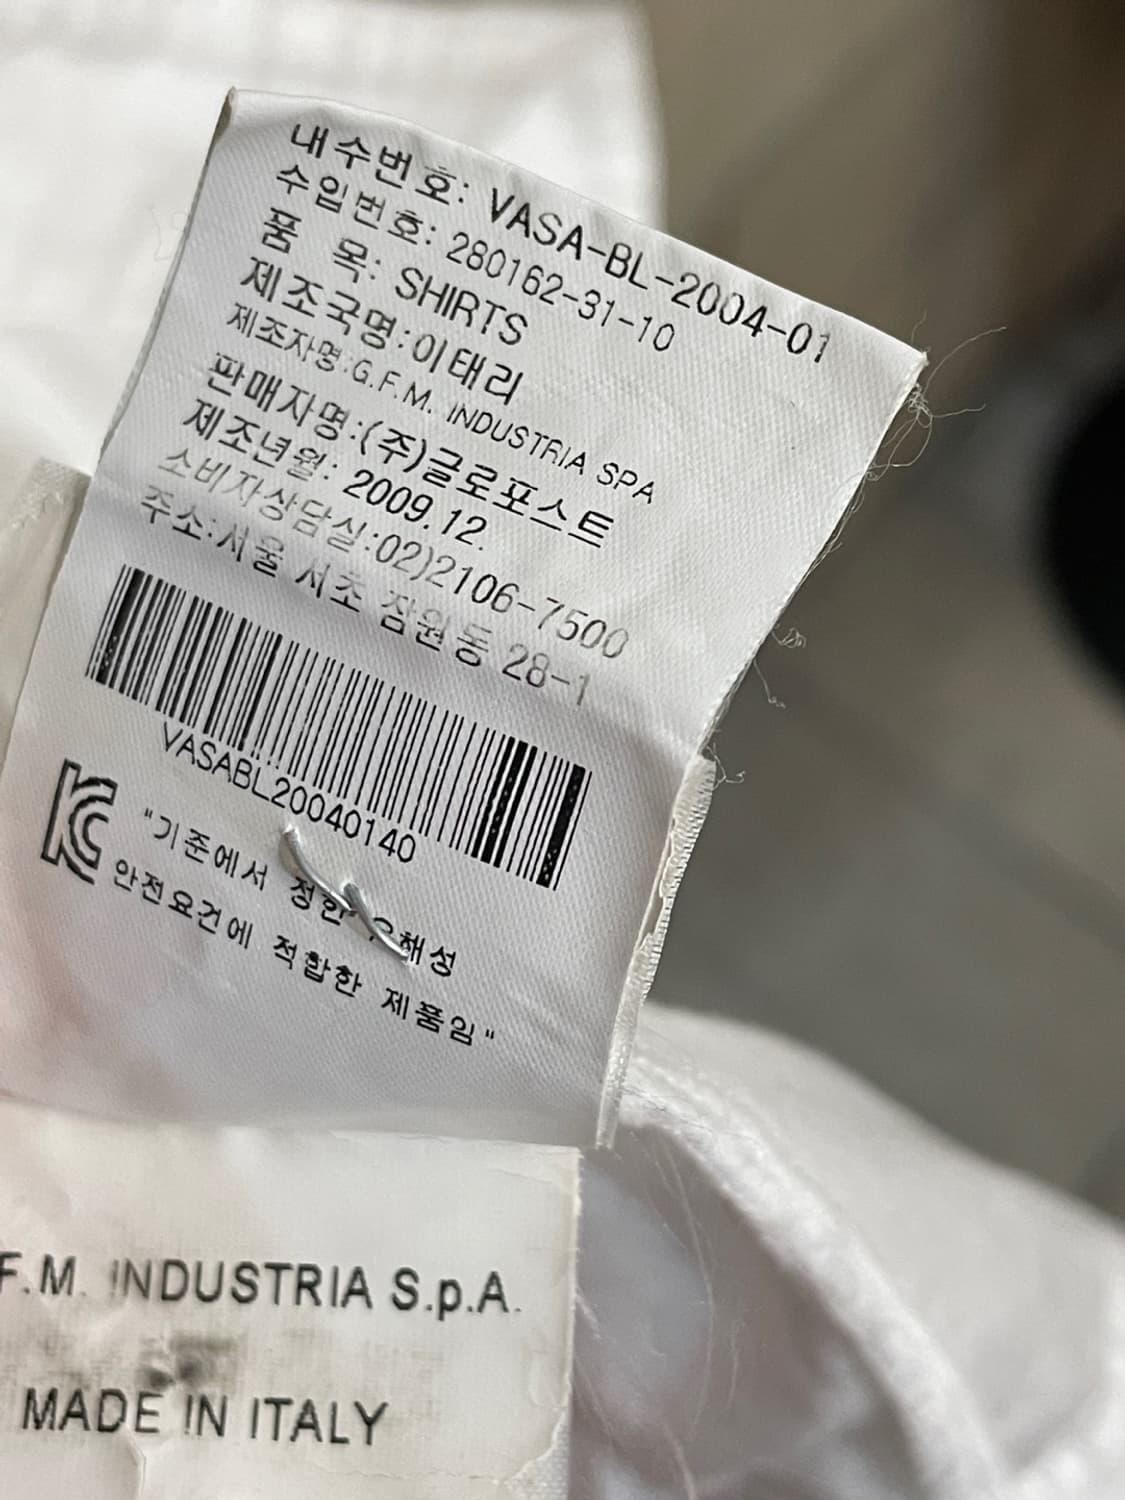 내수번호: VASA-BL-2004-01
수입번호: 280162-31-10
품 목: SHIRTS
제조국명:이태리
제조자명:G.F.M. INDUSTRIA SPA
판매자명:(주)글로포스트
제조년월: 2009.12.
소비자상담실:02)2106-7500
주소:서울 서초 잠원동 28-1
VASABL20040140
KC
"기준에서 정한 유해성
안전요건에 적합한 제품임"
F.M. INDUSTRIA S.p.A.
MADE IN ITALY